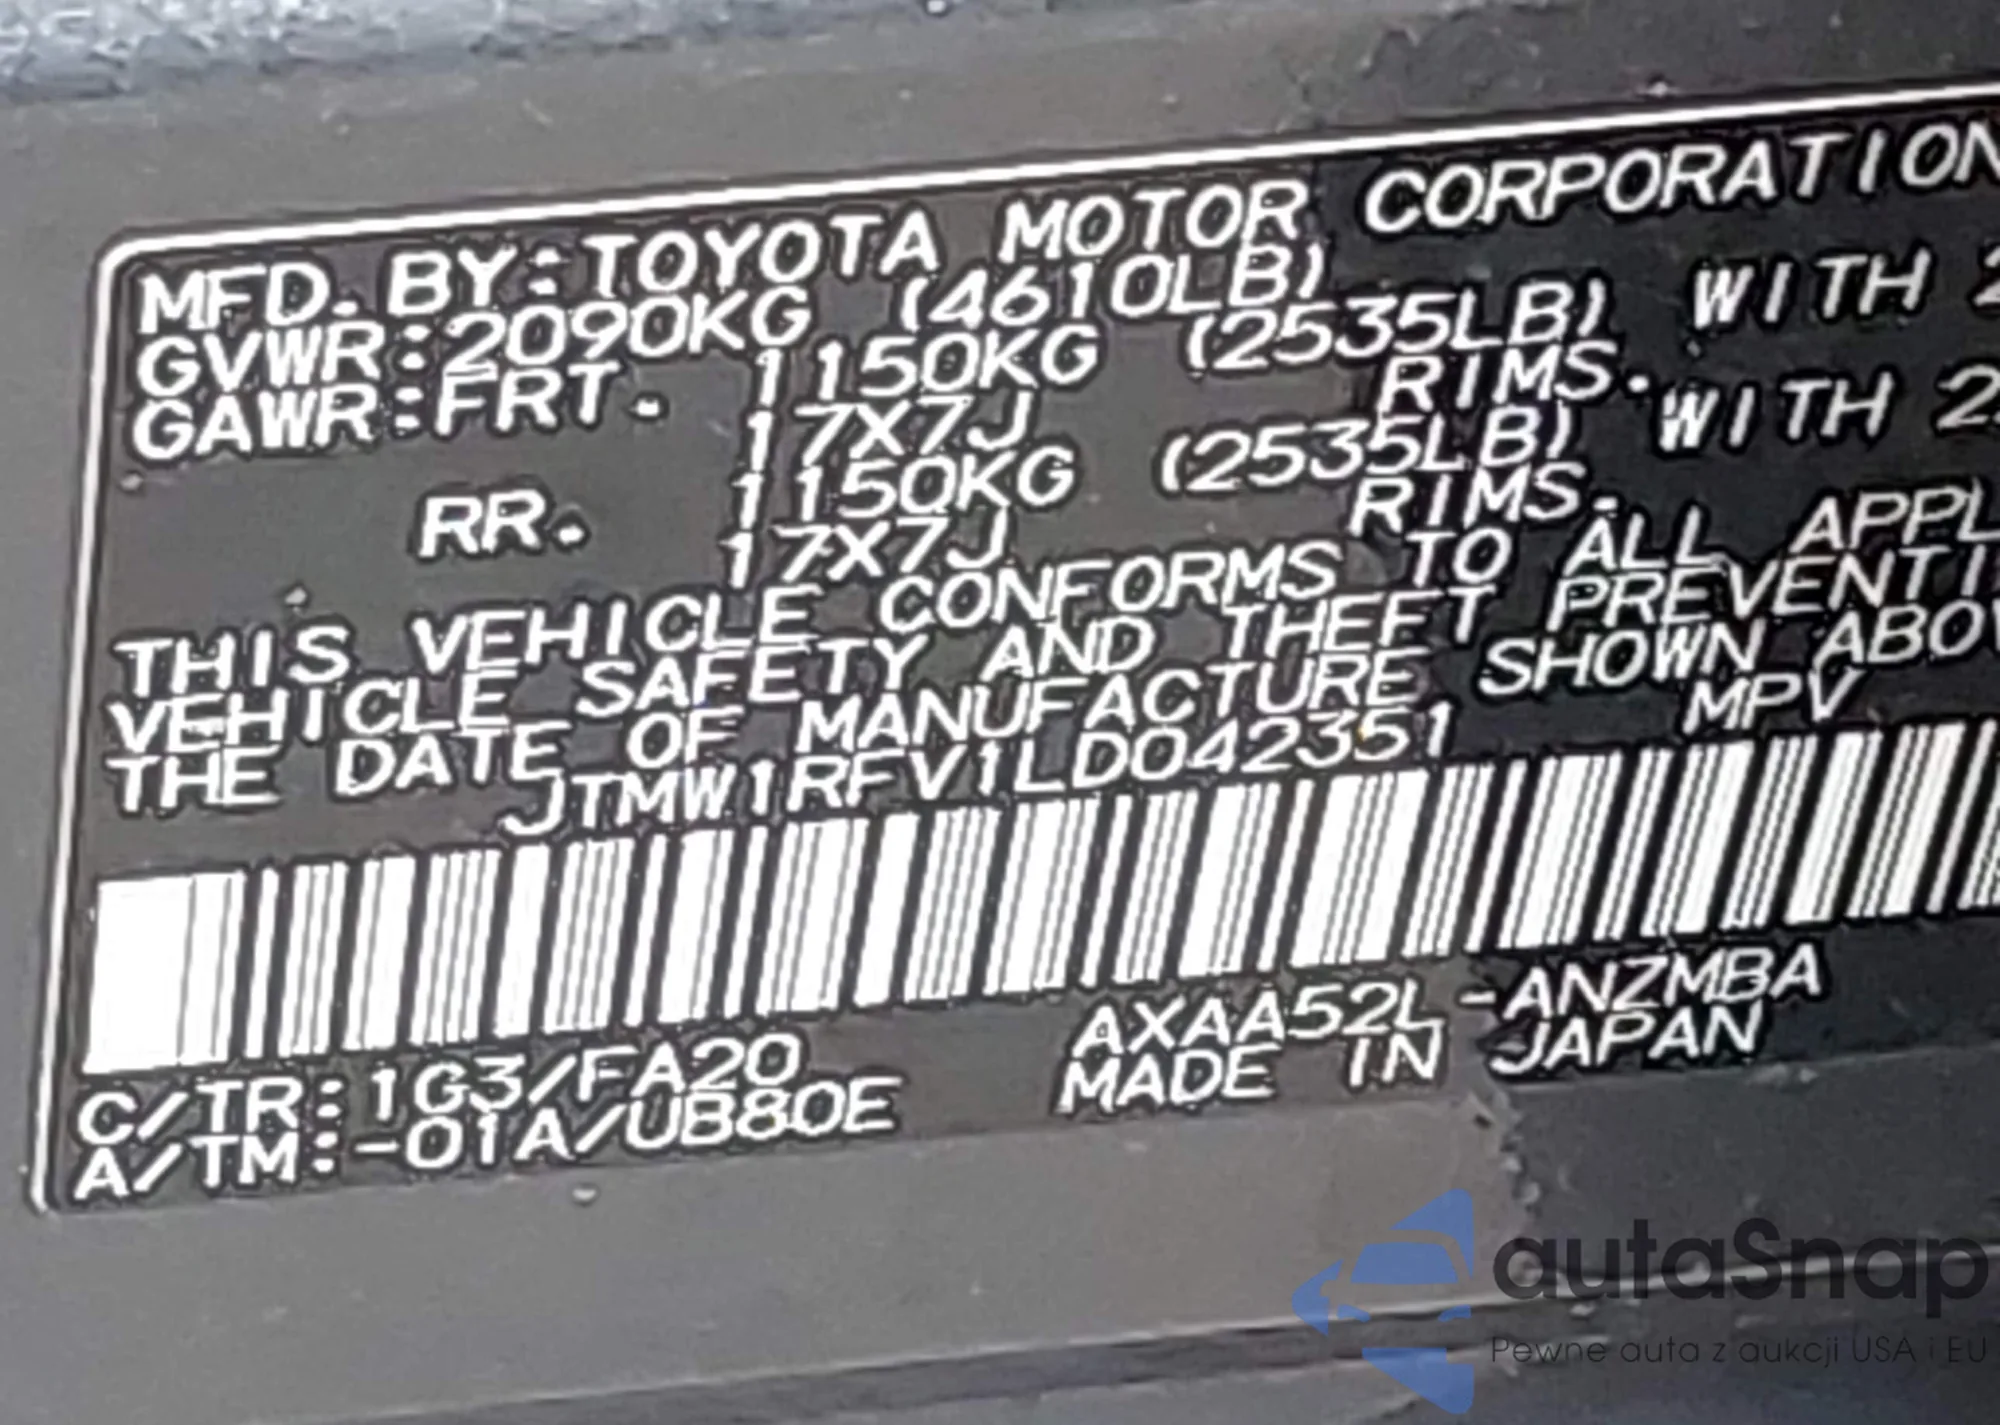 MFD. BY: TOYOTA MOTOR CORPORATION
GVWR: 2090KG (4610LB)
GAWR: FRT. 1150KG (2535LB) WITH 2
17X7J RIMS.
RR. 1150KG (2535LB) WITH 2
17X7J RIMS.
THIS VEHICLE CONFORMS TO ALL APPL
VEHICLE SAFETY AND THEFT PREVENTI
THE DATE OF MANUFACTURE SHOWN ABOV
JTMW1RFV1LD042351 MPV
C/TR: 1G3/FA20 AXAA52L-ANZMBA
A/TM: -01A/UB80E MADE IN JAPAN
autaSnap
Pewne auta z aukcji USA i EU